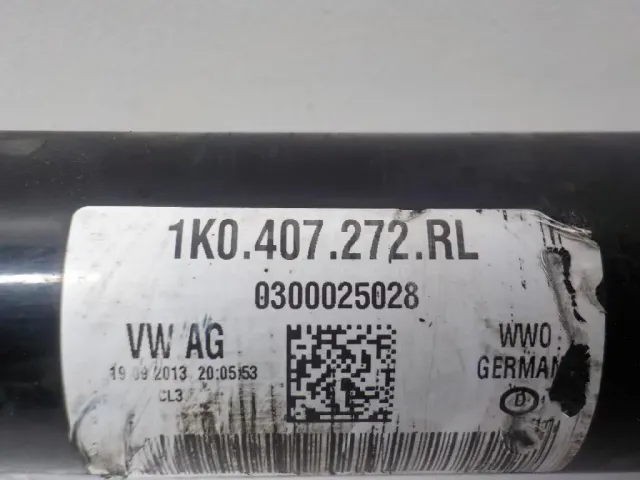 1K0.407.272.RL
0300025028
VW AG
WWO
19 09 2013 20:05:53
GERMAN
CL3
D